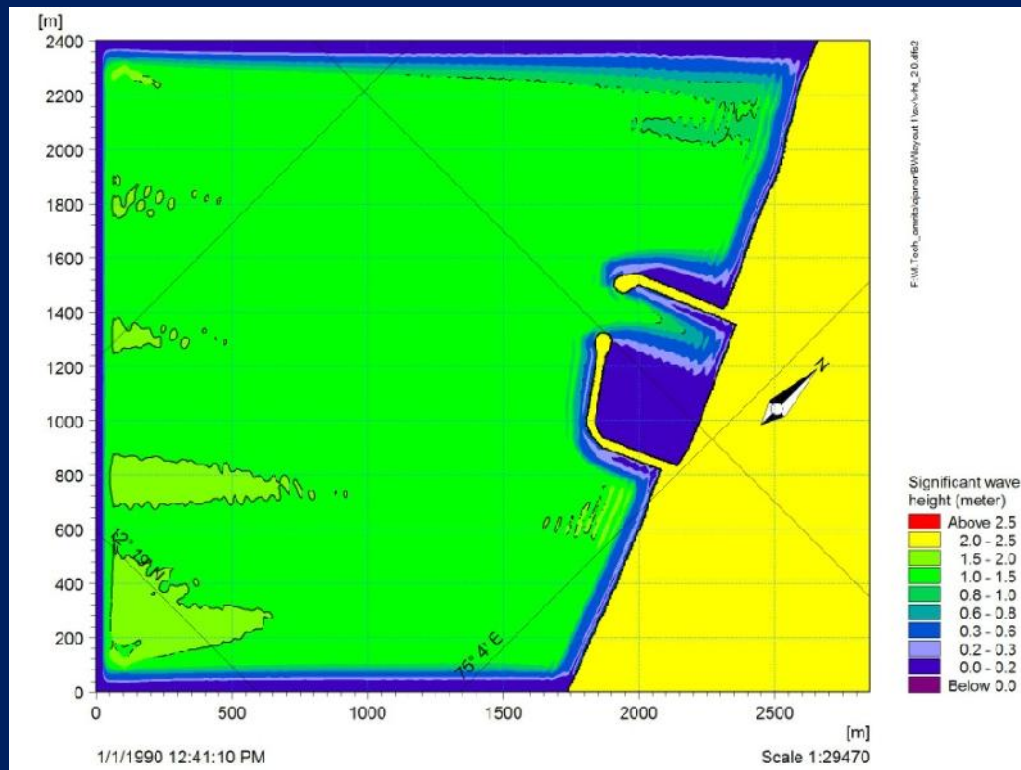 [m]
2400
2200
2000
1800
1600
1400
1200
1000
800
600
400
200
0
0 500 1000 1500 2000 2500
[m]
75° 4' E
N
Significant wave
height (meter)
Above 2.5
2.0 - 2.5
1.5 - 2.0
1.0 - 1.5
0.8 - 1.0
0.6 - 0.8
0.3 - 0.6
0.2 - 0.3
0.0 - 0.2
Below 0.0
1/1/1990 12:41:10 PM
Scale 1:29470